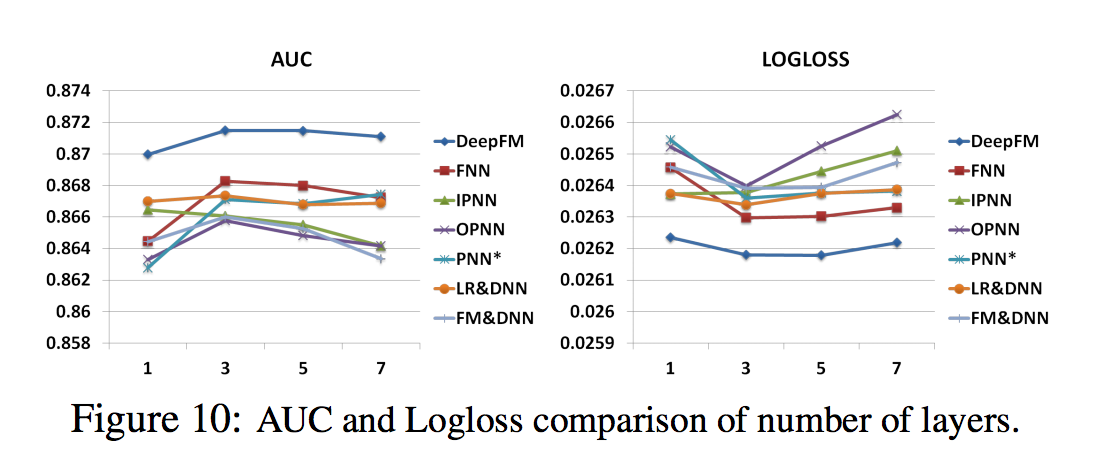 AUC
0.874
0.872
0.87
0.868
0.866
0.864
0.862
0.86
0.858
1 3 5 7
DeepFM
FNN
IPNN
OPNN
PNN*
LR&DNN
FM&DNN
LOGLOSS
0.0267
0.0266
0.0265
0.0264
0.0263
0.0262
0.0261
0.026
0.0259
1 3 5 7
DeepFM
FNN
IPNN
OPNN
PNN*
LR&DNN
FM&DNN
Figure 10: AUC and Logloss comparison of number of layers.